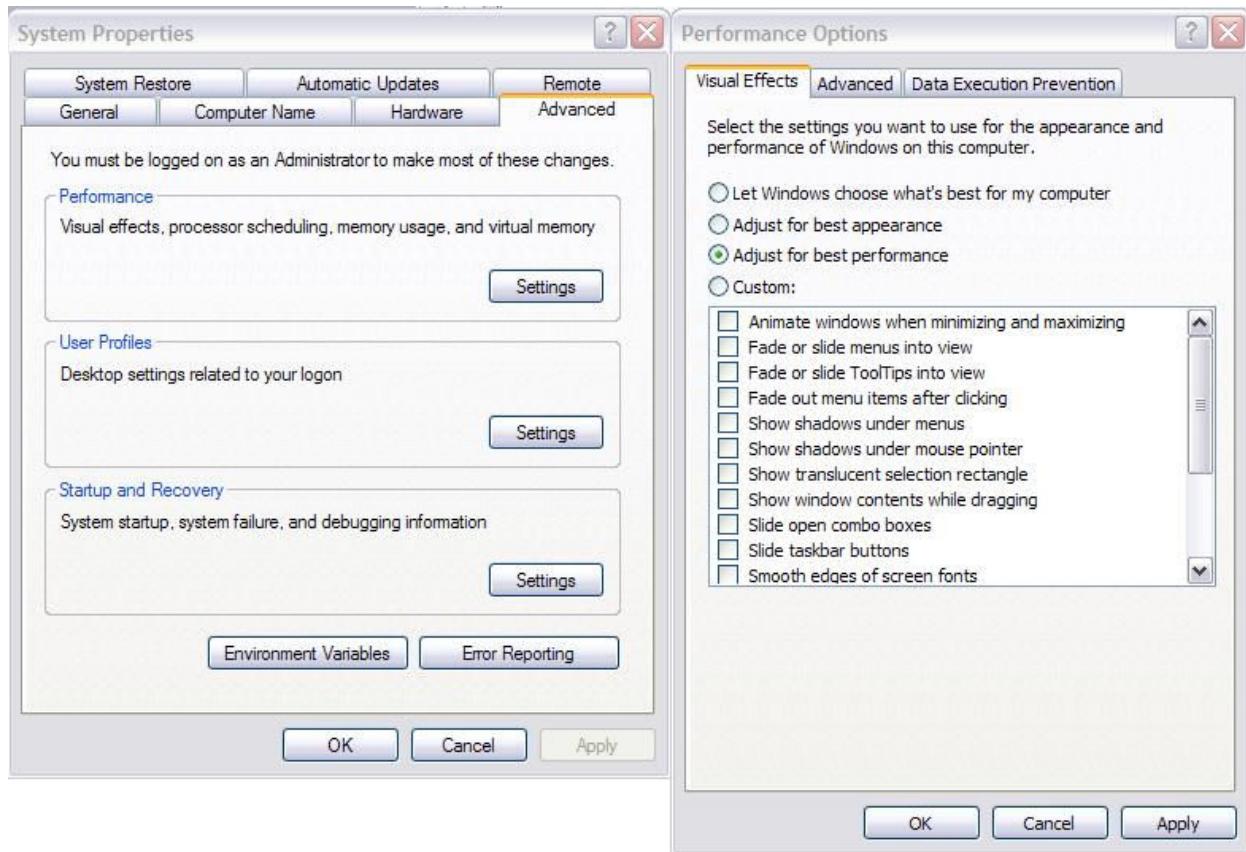 System Properties
System Restore
Automatic Updates
Remote
General
Computer Name
Hardware
Advanced
You must be logged on as an Administrator to make most of these changes.
Performance
Visual effects, processor scheduling, memory usage, and virtual memory
Settings
User Profiles
Desktop settings related to your logon
Settings
Startup and Recovery
System startup, system failure, and debugging information
Settings
Environment Variables
Error Reporting
OK
Cancel
Apply
Performance Options
Visual Effects
Advanced
Data Execution Prevention
Select the settings you want to use for the appearance and
performance of Windows on this computer.
Let Windows choose what's best for my computer
Adjust for best appearance
Adjust for best performance
Custom:
Animate windows when minimizing and maximizing
Fade or slide menus into view
Fade or slide ToolTips into view
Fade out menu items after clicking
Show shadows under menus
Show shadows under mouse pointer
Show translucent selection rectangle
Show window contents while dragging
Slide open combo boxes
Slide taskbar buttons
Smooth edges of screen fonts
OK
Cancel
Apply